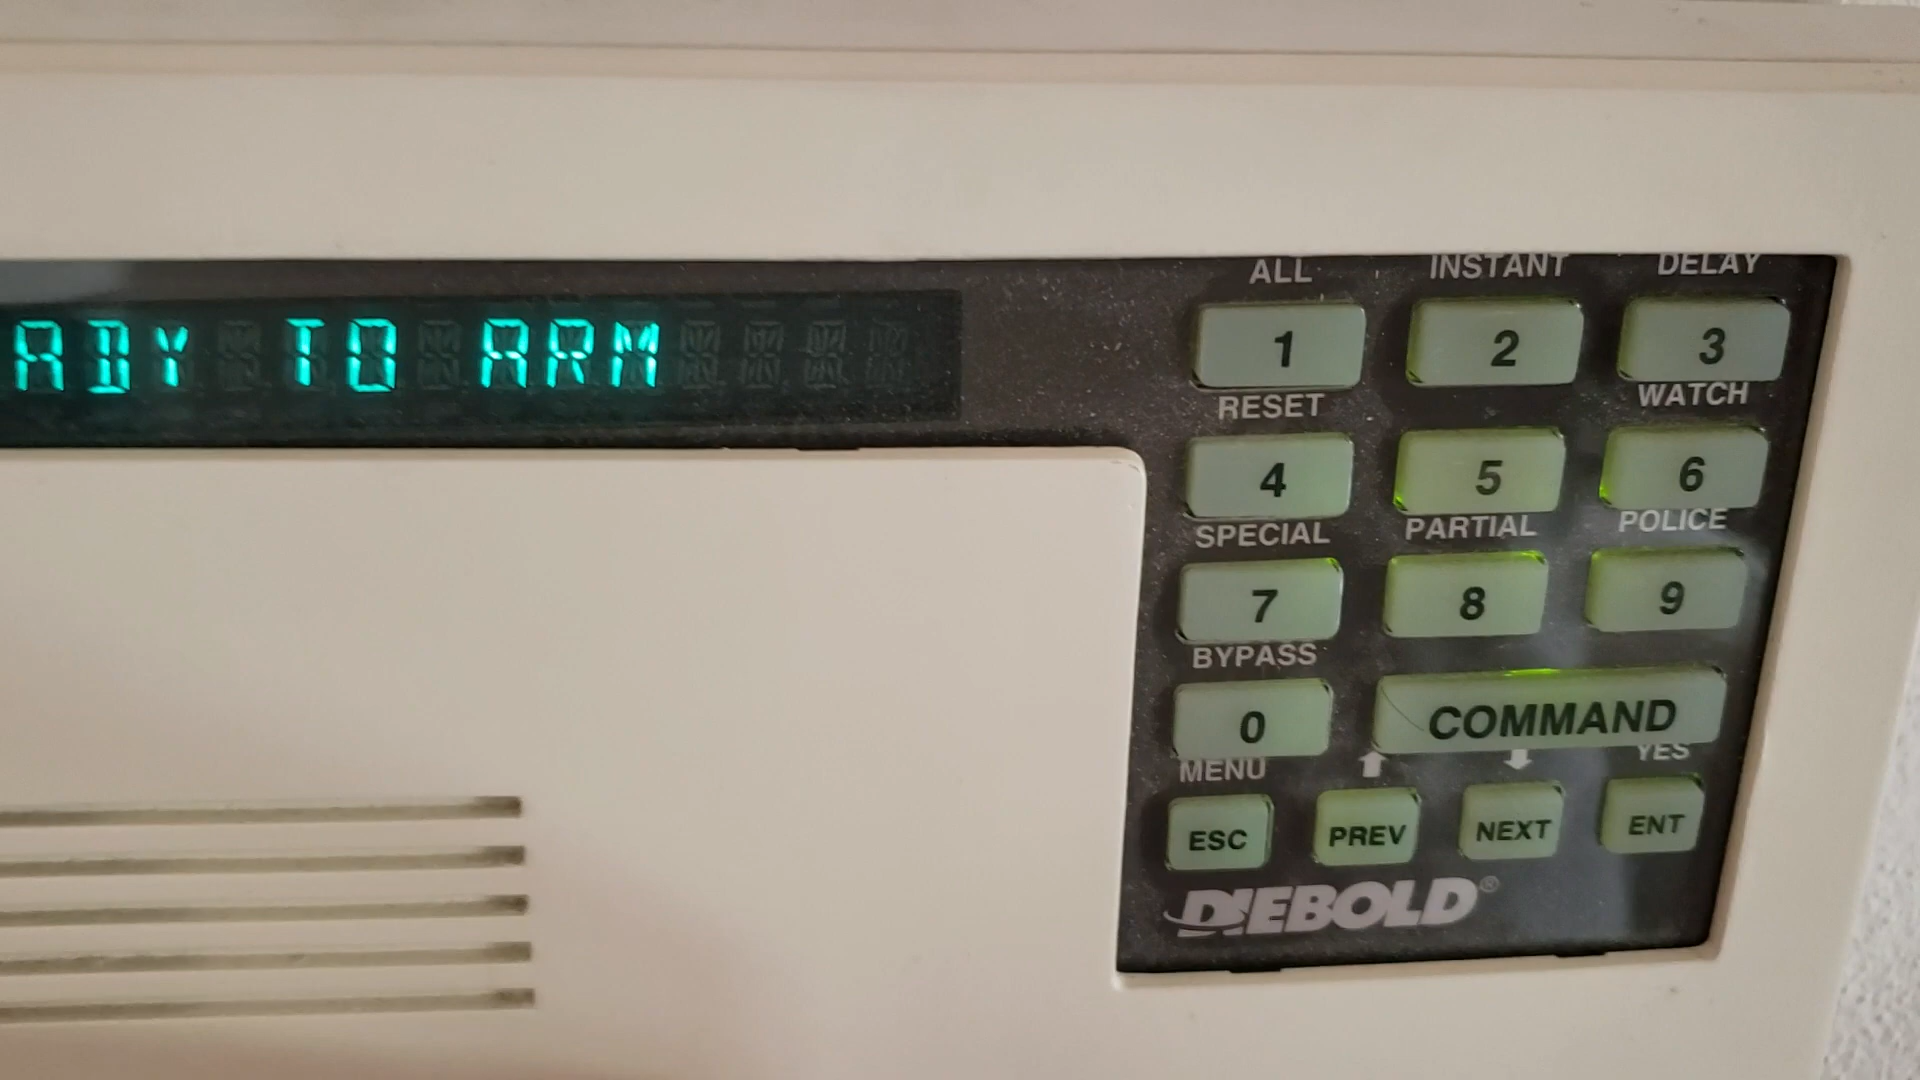 ADY TO ARM
ALL INSTANT DELAY
1 2 3
RESET WATCH
4 5 6
SPECIAL PARTIAL POLICE
7 8 9
BYPASS
0 COMMAND
MENU YES
ESC PREV NEXT ENT
DIEBOLD®